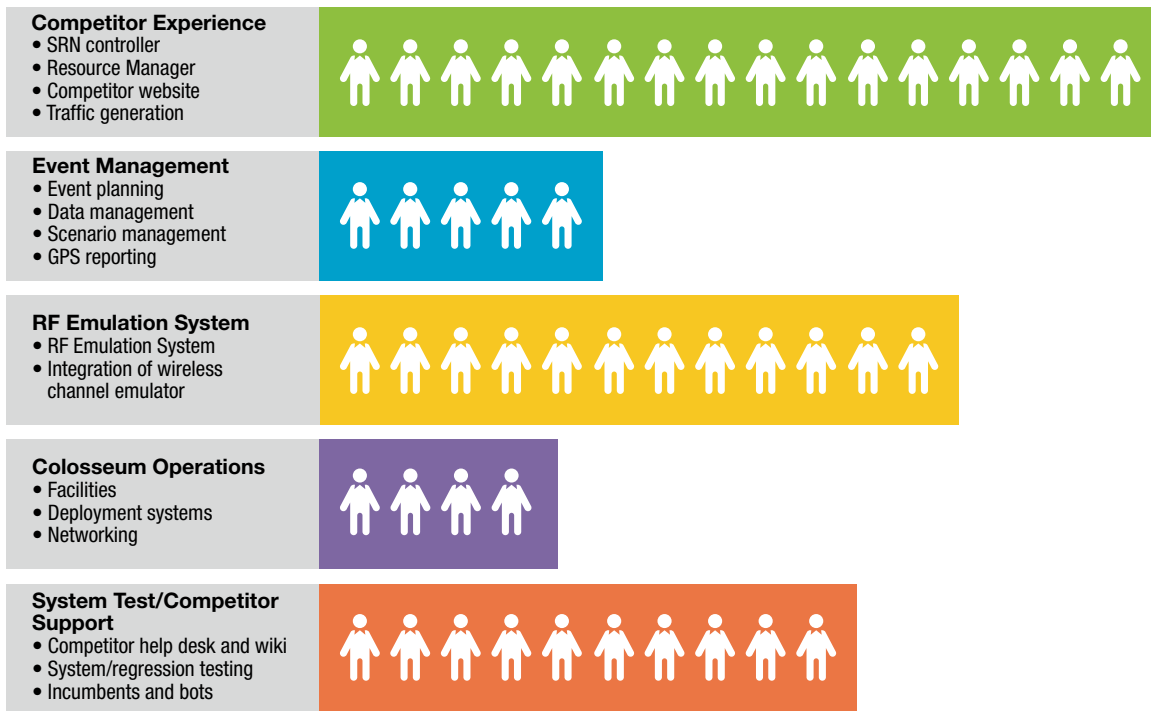 Competitor Experience
• SRN controller
• Resource Manager
• Competitor website
• Traffic generation
Event Management
• Event planning
• Data management
• Scenario management
• GPS reporting
RF Emulation System
• RF Emulation System
• Integration of wireless
channel emulator
Colosseum Operations
• Facilities
• Deployment systems
• Networking
System Test/Competitor
Support
• Competitor help desk and wiki
• System/regression testing
• Incumbents and bots